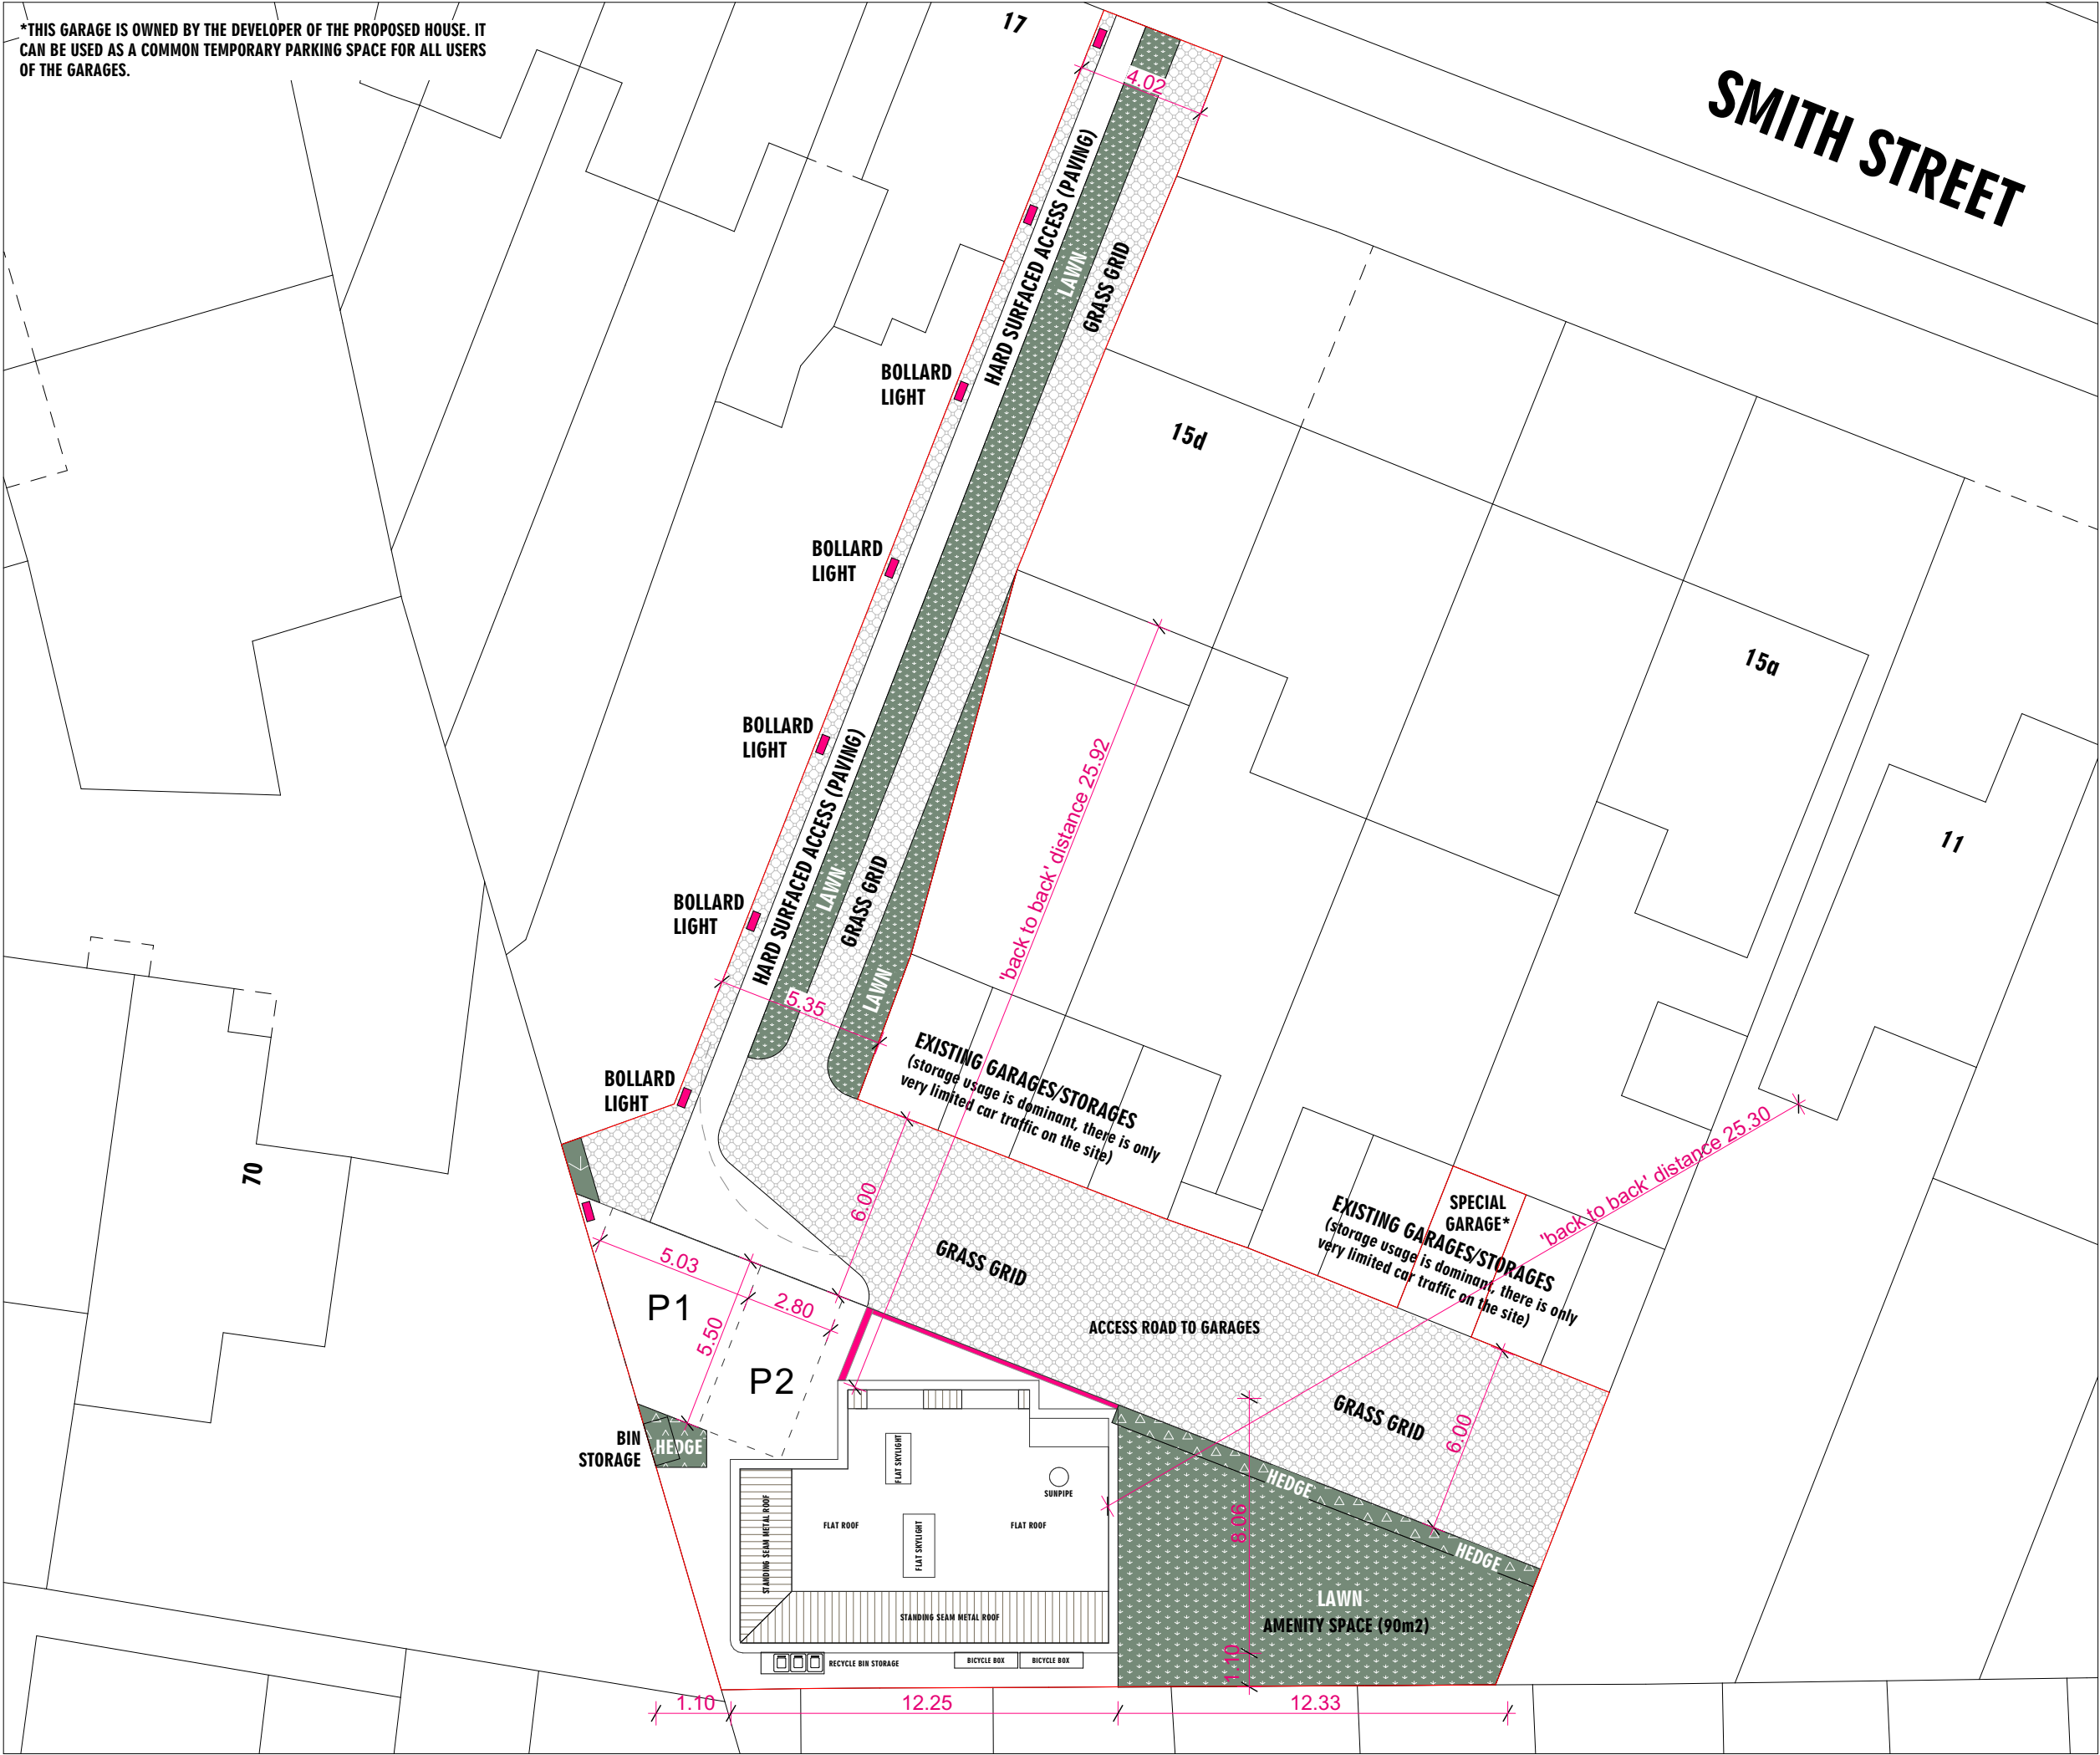 *THIS GARAGE IS OWNED BY THE DEVELOPER OF THE PROPOSED HOUSE. IT
CAN BE USED AS A COMMON TEMPORARY PARKING SPACE FOR ALL USERS
OF THE GARAGES.
17
4.02
SMITH STREET
HARD SURFACED ACCESS (PAVING)
LAWN
GRASS GRID
BOLLARD
LIGHT
15d
BOLLARD
LIGHT
15a
BOLLARD
LIGHT
HARD SURFACED ACCESS (PAVING)
LAWN
GRASS GRID
LAWN
'back to back' distance 25.92
11
BOLLARD
LIGHT
5.35
EXISTING GARAGES/STORAGES
(storage usage is dominant, there is only
very limited car traffic on the site)
BOLLARD
LIGHT
70
6.00
SPECIAL
GARAGE*
EXISTING GARAGES/STORAGES
(storage usage is dominant, there is only
very limited car traffic on the site)
'back to back' distance 25.30
GRASS GRID
5.03
2.80
P1
5.50
ACCESS ROAD TO GARAGES
P2
GRASS GRID
6.00
BIN
STORAGE
HEDGE
FLAT SKYLIGHT
SUNPIPE
HEDGE
FLAT ROOF
FLAT ROOF
FLAT SKYLIGHT
STANDING SEAM METAL ROOF
8.06
HEDGE
LAWN
AMENITY SPACE (90m2)
STANDING SEAM METAL ROOF
RECYCLE BIN STORAGE
BICYCLE BOX
BICYCLE BOX
1.10
1.10
12.25
12.33